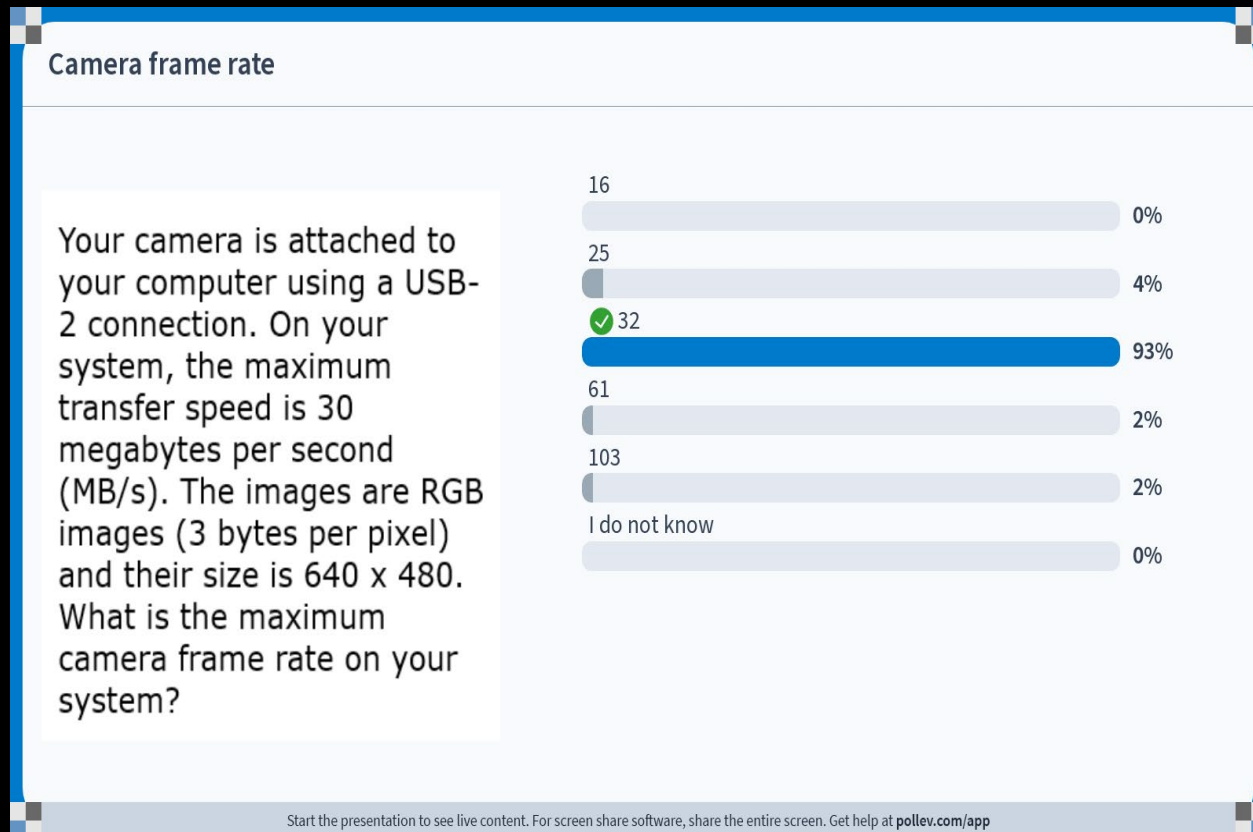 Camera frame rate
Your camera is attached to
your computer using a USB-
2 connection. On your
system, the maximum
transfer speed is 30
megabytes per second
(MB/s). The images are RGB
images (3 bytes per pixel)
and their size is 640 x 480.
What is the maximum
camera frame rate on your
system?
16
0%
25
4%
32
93%
61
2%
103
2%
I do not know
0%
Start the presentation to see live content. For screen share software, share the entire screen. Get help at pollev.com/app